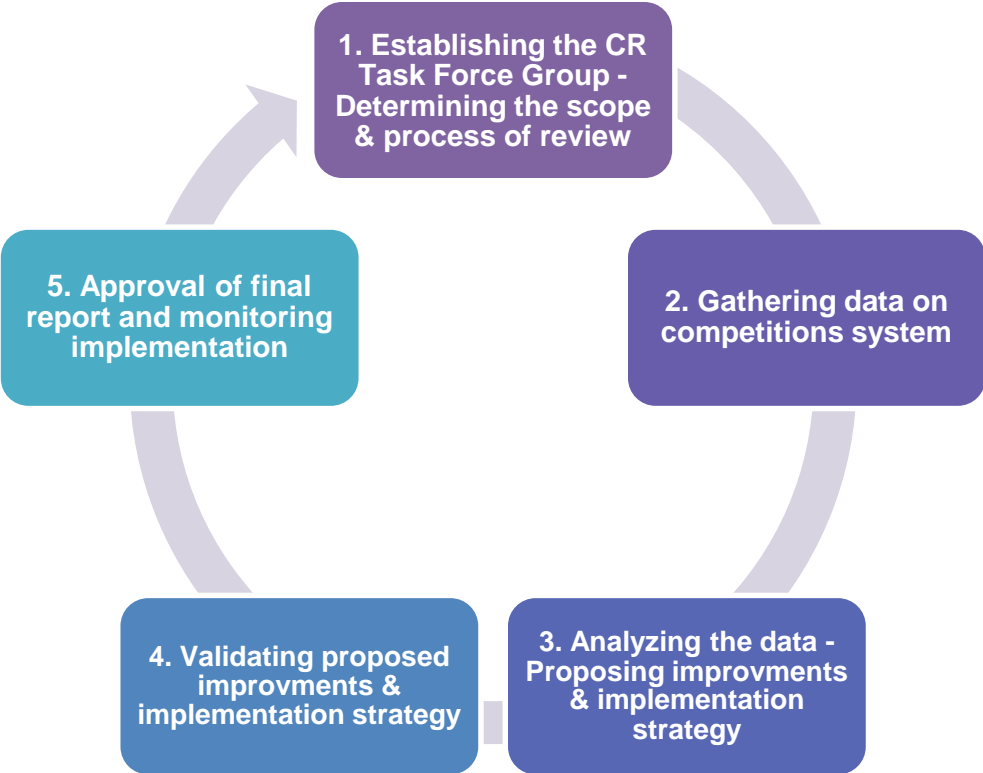 1. Establishing the CR
Task Force Group -
Determining the scope
& process of review
2. Gathering data on
competitions system
3. Analyzing the data -
Proposing improvments
& implementation
strategy
4. Validating proposed
improvments &
implementation strategy
5. Approval of final
report and monitoring
implementation